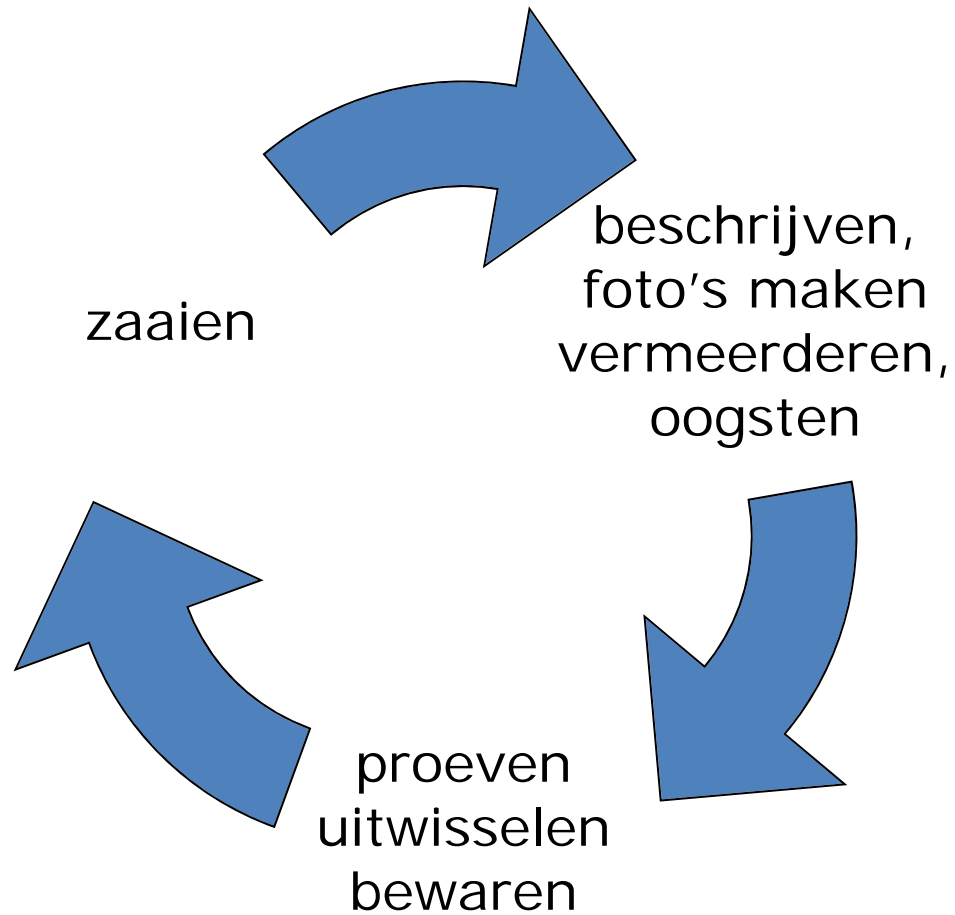 zaaien
beschrijven,
foto's maken
vermeerderen,
oogsten
proeven
uitwisselen
bewaren